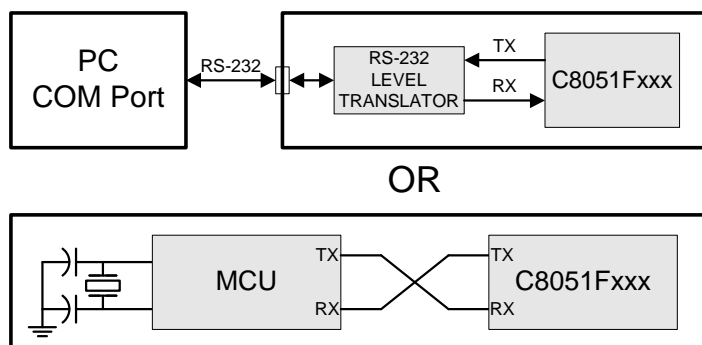 PC
COM Port
RS-232
RS-232
LEVEL
TRANSLATOR
TX
RX
C8051Fxxx
OR
MCU
TX
RX
TX
RX
C8051Fxxx